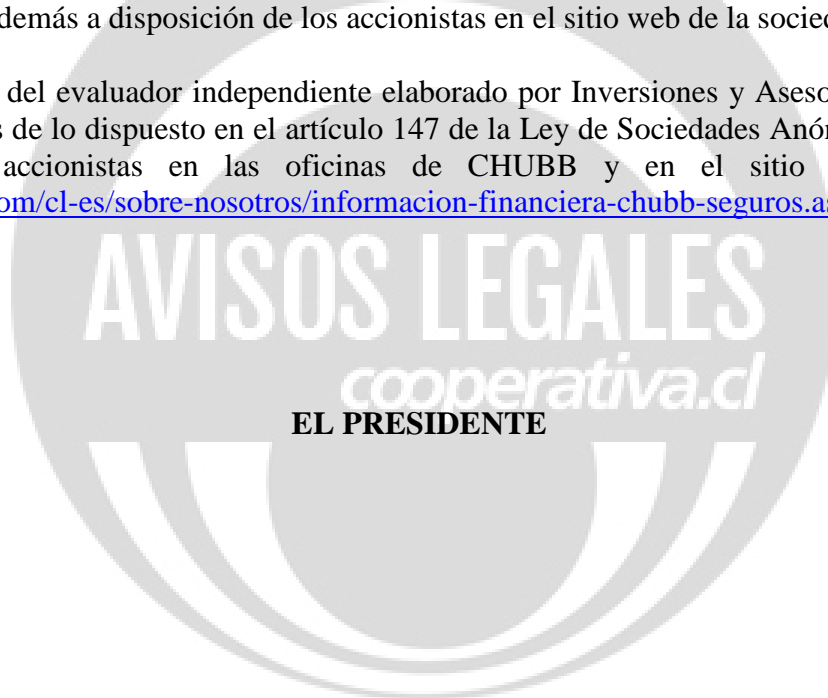 demás a disposición de los accionistas en el sitio web de la socied
del evaluador independiente elaborado por Inversiones y Aseso
s de lo dispuesto en el artículo 147 de la Ley de Sociedades Anór
accionistas en las oficinas de CHUBB y en el sitio
om/cl-es/sobre-nosotros/informacion-financiera-chubb-seguros.as
AVISOS LEGALES
cooperativa.cl
EL PRESIDENTE